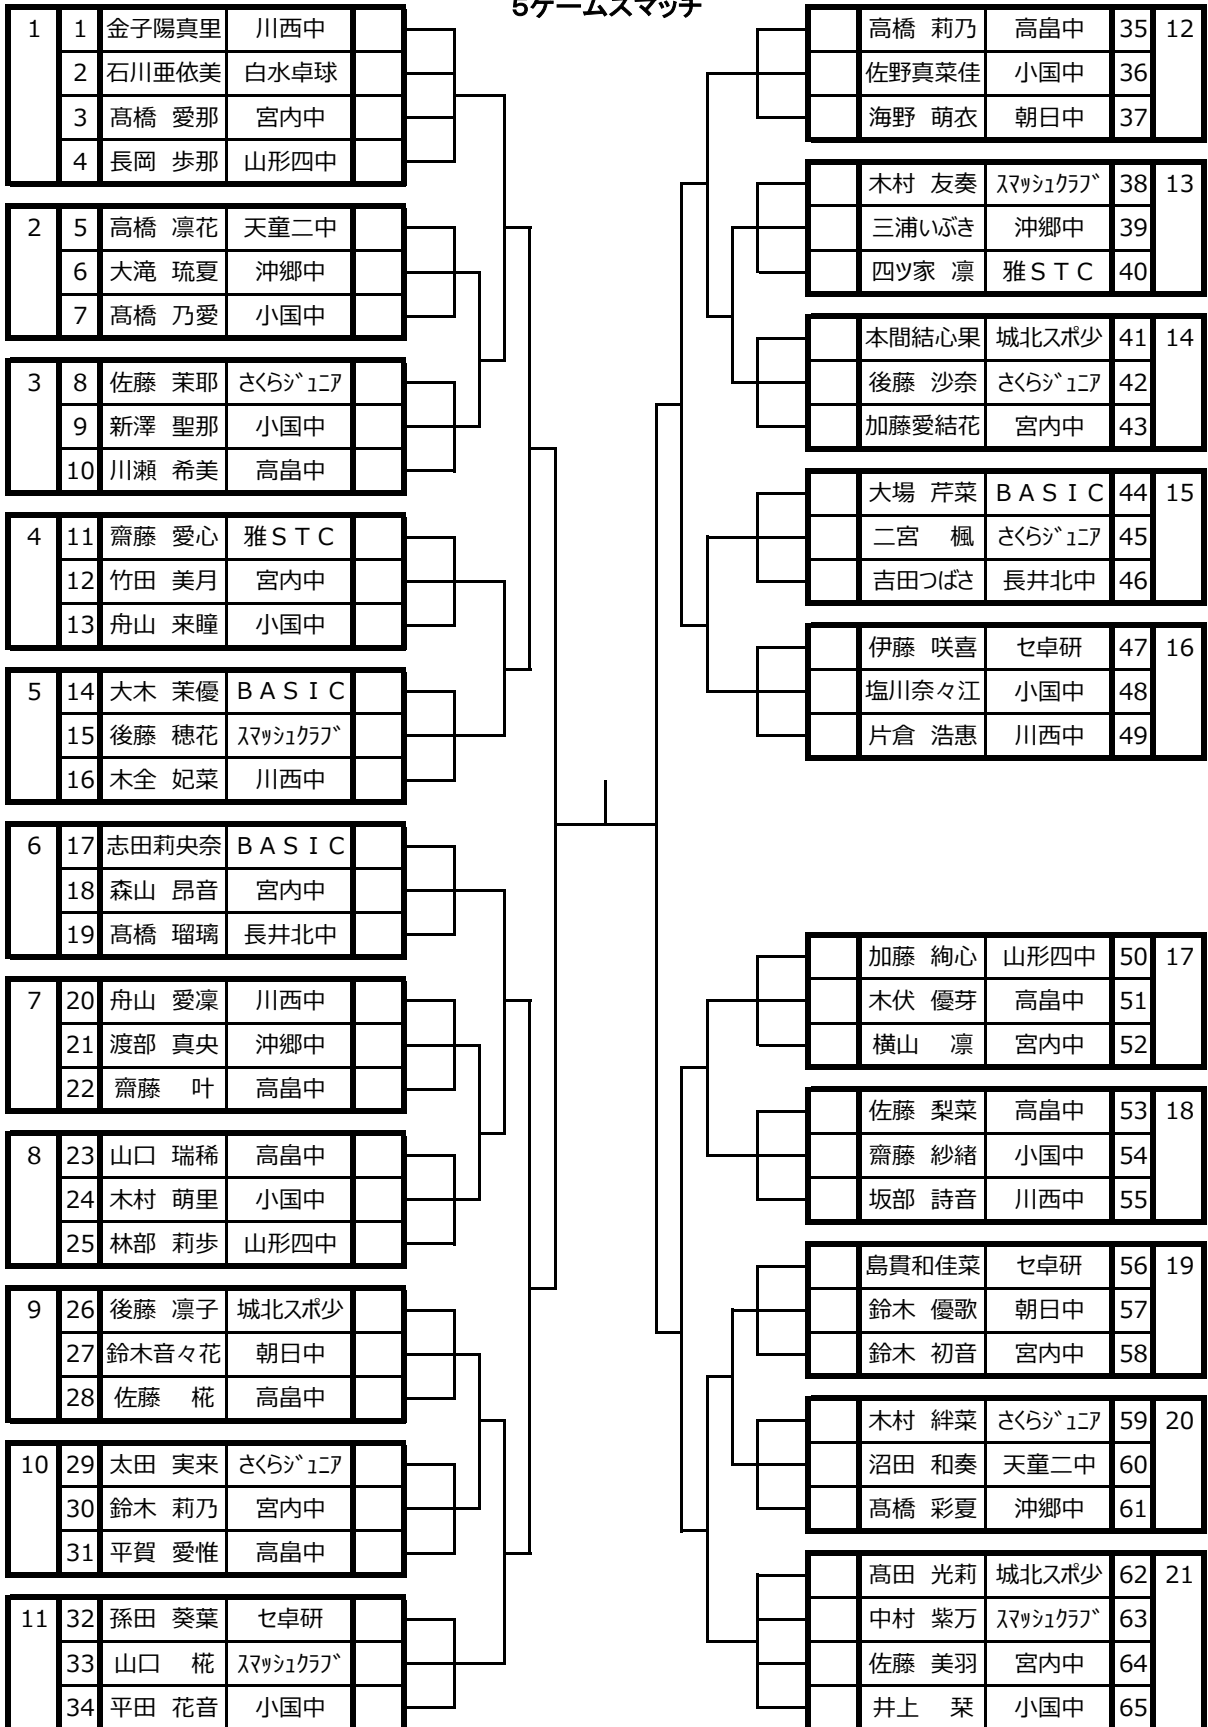 5ゲームスマッチ
1 1 金子陽真里 川西中
2 石川亜依美 白水卓球
3 髙橋 愛那 宮内中
4 長岡 歩那 山形四中
2 5 高橋 凛花 天童二中
6 大滝 琉夏 沖郷中
7 髙橋 乃愛 小国中
3 8 佐藤 茉耶 さくらジュニア
9 新澤 聖那 小国中
10 川瀬 希美 高畠中
4 11 齋藤 愛心 雅STC
12 竹田 美月 宮内中
13 舟山 来瞳 小国中
5 14 大木 茉優 BASIC
15 後藤 穂花 スマッシュクラブ
16 木全 妃菜 川西中
6 17 志田莉央奈 BASIC
18 森山 昂音 宮内中
19 髙橋 瑠璃 長井北中
7 20 舟山 愛凜 川西中
21 渡部 真央 沖郷中
22 齋藤 叶 高畠中
8 23 山口 瑞稀 高畠中
24 木村 萌里 小国中
25 林部 莉歩 山形四中
9 26 後藤 凛子 城北スポ少
27 鈴木音々花 朝日中
28 佐藤 椛 高畠中
10 29 太田 実来 さくらジュニア
30 鈴木 莉乃 宮内中
31 平賀 愛惟 高畠中
11 32 孫田 葵葉 セ卓研
33 山口 椛 スマッシュクラブ
34 平田 花音 小国中
高橋 莉乃 高畠中 35 12
佐野真菜佳 小国中 36
海野 萌衣 朝日中 37
木村 友奏 スマッシュクラブ 38 13
三浦いぶき 沖郷中 39
四ツ家 凛 雅STC 40
本間結心果 城北スポ少 41 14
後藤 沙奈 さくらジュニア 42
加藤愛結花 宮内中 43
大場 芹菜 BASIC 44 15
二宮 楓 さくらジュニア 45
吉田つばさ 長井北中 46
伊藤 咲喜 セ卓研 47 16
塩川奈々江 小国中 48
片倉 浩惠 川西中 49
加藤 絢心 山形四中 50 17
木伏 優芽 高畠中 51
横山 凛 宮内中 52
佐藤 梨菜 高畠中 53 18
齋藤 紗緒 小国中 54
坂部 詩音 川西中 55
島貫和佳菜 セ卓研 56 19
鈴木 優歌 朝日中 57
鈴木 初音 宮内中 58
木村 絆菜 さくらジュニア 59 20
沼田 和奏 天童二中 60
髙橋 彩夏 沖郷中 61
髙田 光莉 城北スポ少 62 21
中村 紫万 スマッシュクラブ 63
佐藤 美羽 宮内中 64
井上 栞 小国中 65